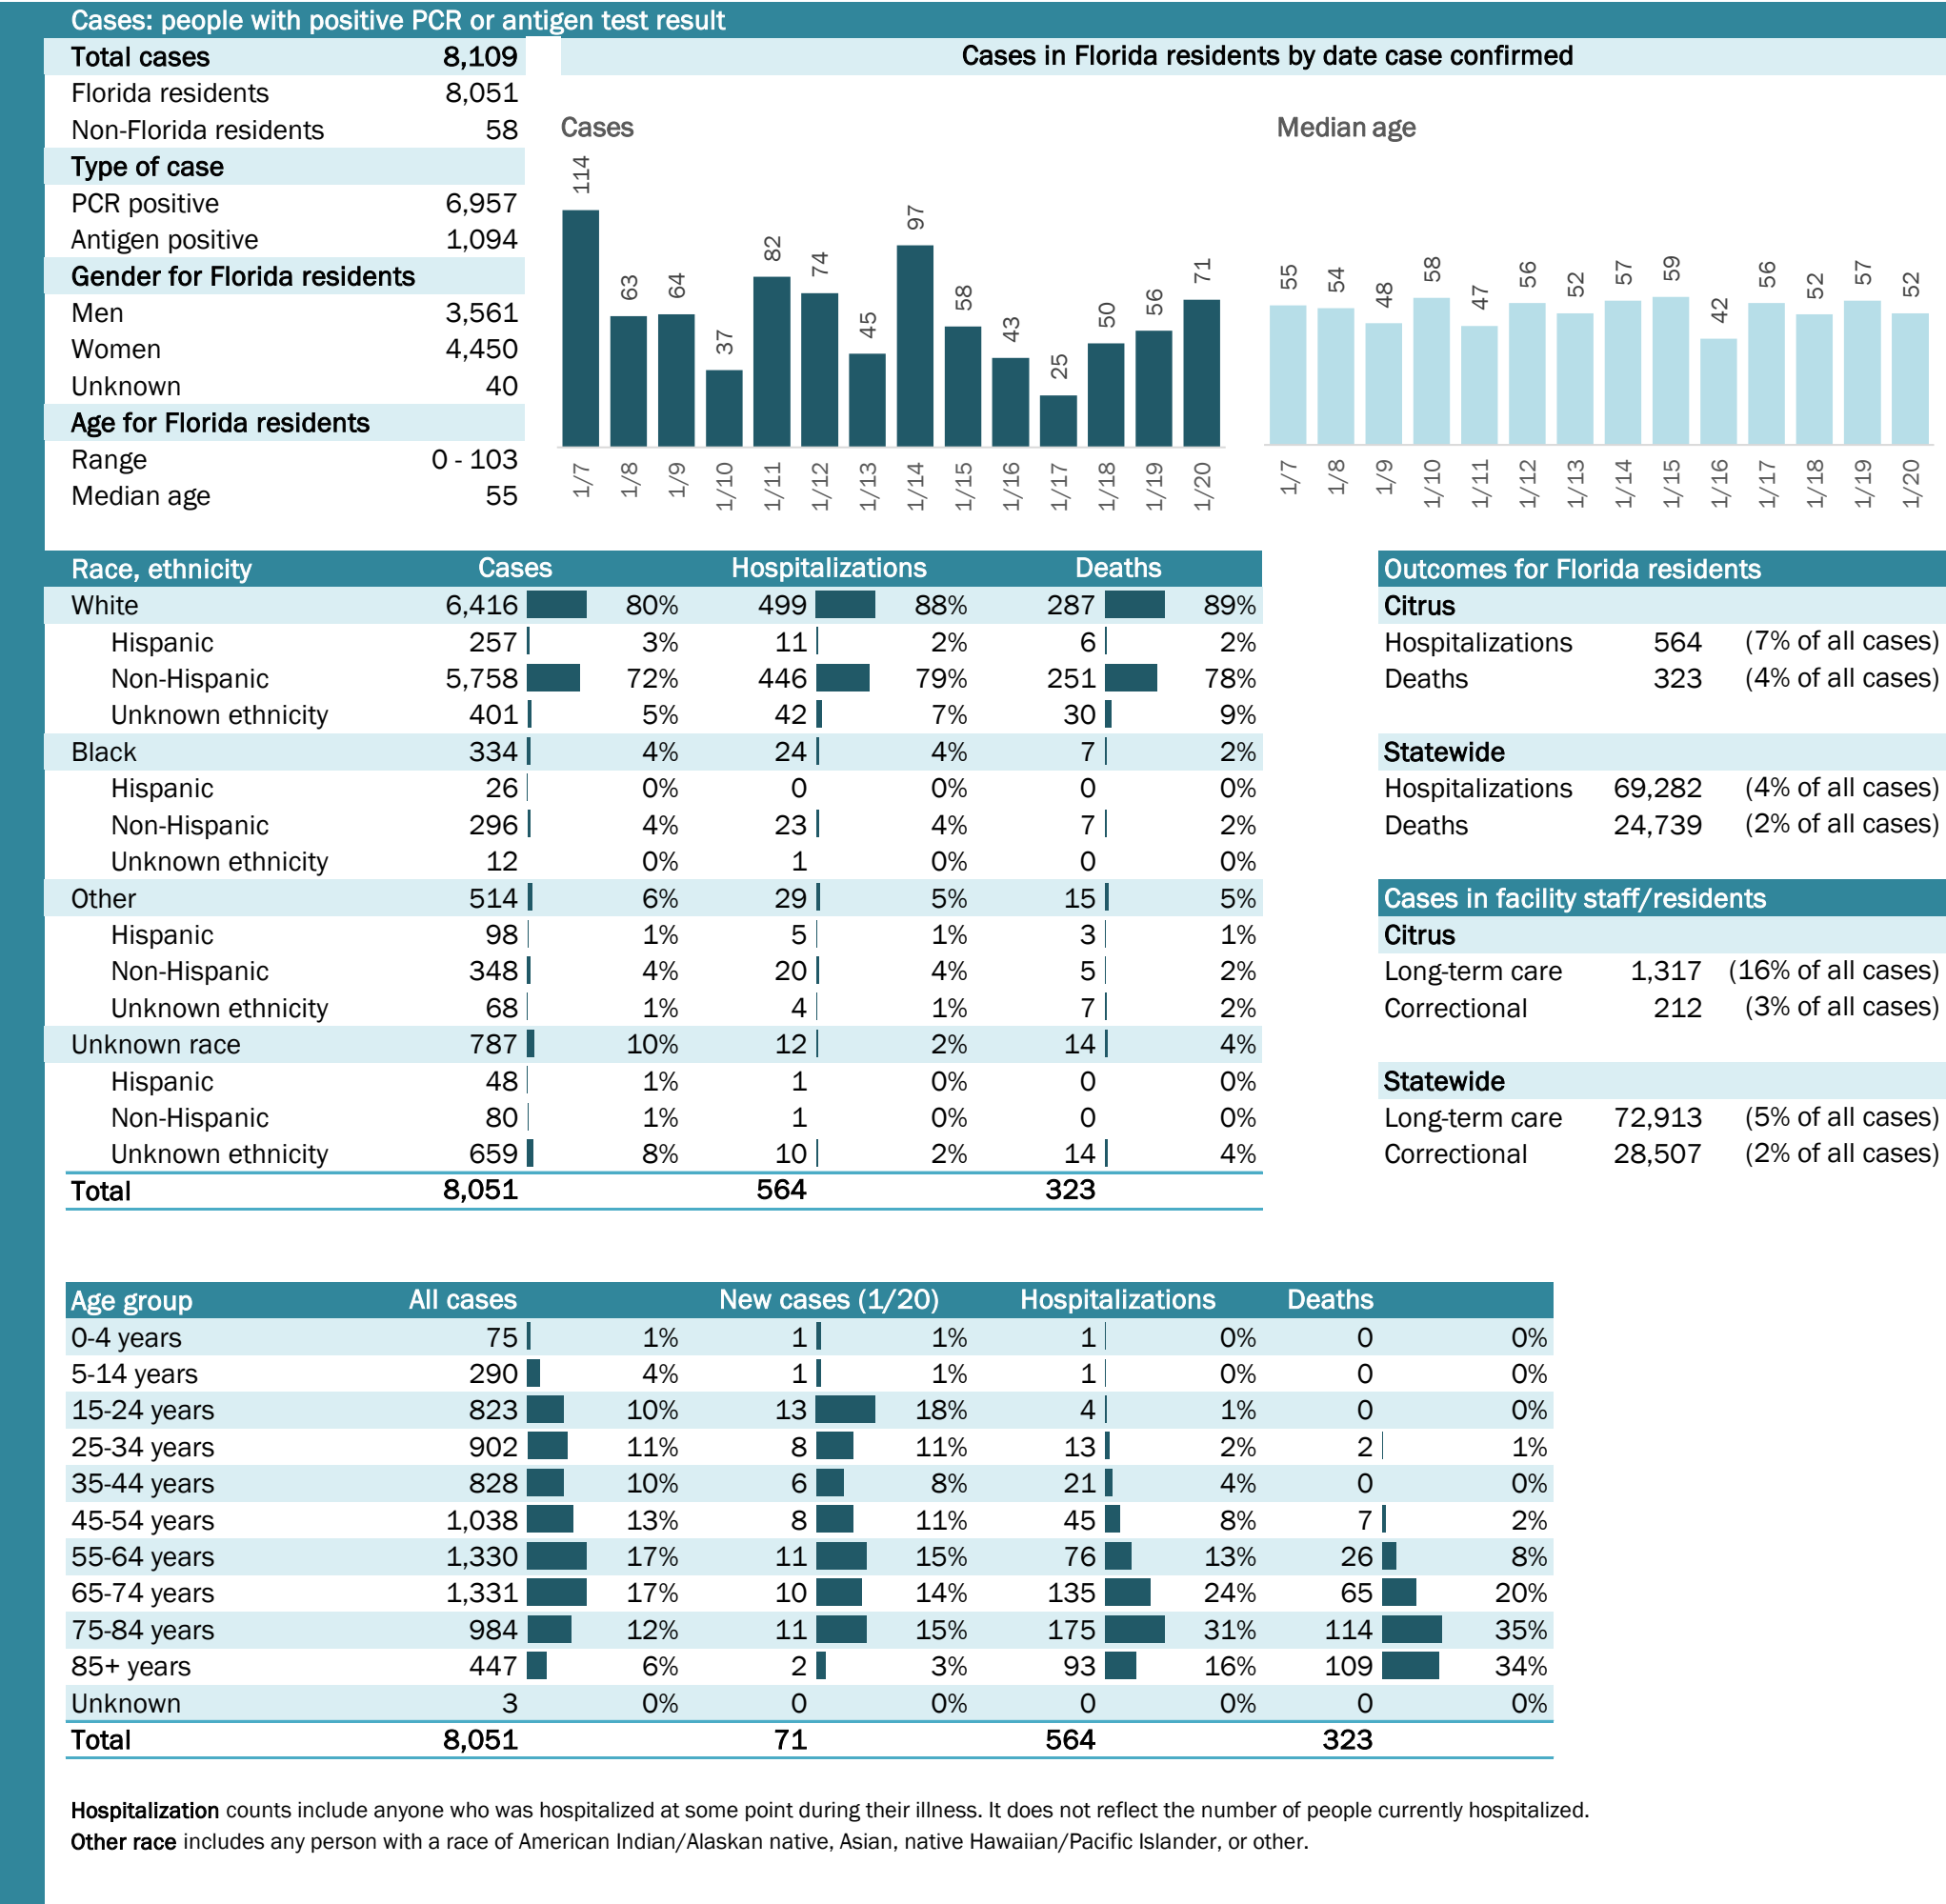 Cases: people with positive PCR or antigen test result
Total cases 8,109
Florida residents 8,051
Non-Florida residents 58
Type of case
PCR positive 6,957
Antigen positive 1,094
Gender for Florida residents
Men 3,561
Women 4,450
Unknown 40
Age for Florida residents
Range 0 - 103
Median age 55
Cases in Florida residents by date case confirmed
Cases
114 63 64 37 82 74 45 97 58 43 25 50 56 71
1/7 1/8 1/9 1/10 1/11 1/12 1/13 1/14 1/15 1/16 1/17 1/18 1/19 1/20
Median age
55 54 48 58 47 56 52 57 59 42 56 52 57 52
1/7 1/8 1/9 1/10 1/11 1/12 1/13 1/14 1/15 1/16 1/17 1/18 1/19 1/20
Race, ethnicity Cases Hospitalizations Deaths
White 6,416 80% 499 88% 287 89%
Hispanic 257 3% 11 2% 6 2%
Non-Hispanic 5,758 72% 446 79% 251 78%
Unknown ethnicity 401 5% 42 7% 30 9%
Black 334 4% 24 4% 7 2%
Hispanic 26 0% 0 0% 0 0%
Non-Hispanic 296 4% 23 4% 7 2%
Unknown ethnicity 12 0% 1 0% 0 0%
Other 514 6% 29 5% 15 5%
Hispanic 98 1% 5 1% 3 1%
Non-Hispanic 348 4% 20 4% 5 2%
Unknown ethnicity 68 1% 4 1% 7 2%
Unknown race 787 10% 12 2% 14 4%
Hispanic 48 1% 1 0% 0 0%
Non-Hispanic 80 1% 1 0% 0 0%
Unknown ethnicity 659 8% 10 2% 14 4%
Total 8,051 564 323
Outcomes for Florida residents
Citrus
Hospitalizations 564 (7% of all cases)
Deaths 323 (4% of all cases)
Statewide
Hospitalizations 69,282 (4% of all cases)
Deaths 24,739 (2% of all cases)
Cases in facility staff/residents
Citrus
Long-term care 1,317 (16% of all cases)
Correctional 212 (3% of all cases)
Statewide
Long-term care 72,913 (5% of all cases)
Correctional 28,507 (2% of all cases)
Age group All cases New cases (1/20) Hospitalizations Deaths
0-4 years 75 1% 1 1% 1 0% 0 0%
5-14 years 290 4% 1 1% 1 0% 0 0%
15-24 years 823 10% 13 18% 4 1% 0 0%
25-34 years 902 11% 8 11% 13 2% 2 1%
35-44 years 828 10% 6 8% 21 4% 0 0%
45-54 years 1,038 13% 8 11% 45 8% 7 2%
55-64 years 1,330 17% 11 15% 76 13% 26 8%
65-74 years 1,331 17% 10 14% 135 24% 65 20%
75-84 years 984 12% 11 15% 175 31% 114 35%
85+ years 447 6% 2 3% 93 16% 109 34%
Unknown 3 0% 0 0% 0 0% 0 0%
Total 8,051 71 564 323
Hospitalization counts include anyone who was hospitalized at some point during their illness. It does not reflect the number of people currently hospitalized.
Other race includes any person with a race of American Indian/Alaskan native, Asian, native Hawaiian/Pacific Islander, or other.